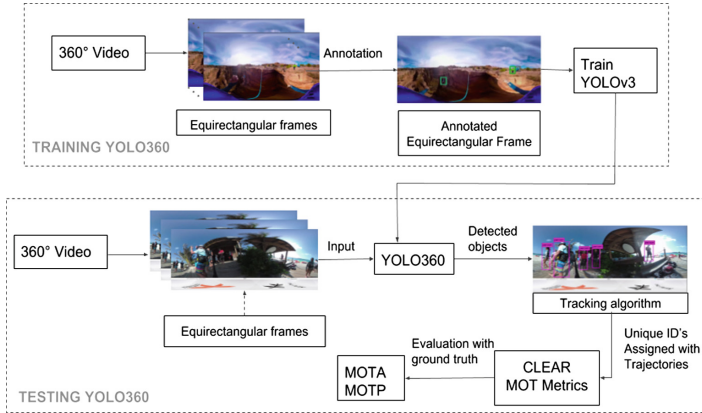 360° Video
Annotation
Train
YOLOv3
Equirectangular frames
Annotated
Equirectangular Frame
TRAINING YOLO360
360° Video
Input
YOLO360
Detected
objects
Equirectangular frames
Tracking algorithm
Unique ID's
Assigned with
Trajectories
Evaluation with
ground truth
MOTA
MOTP
CLEAR
MOT Metrics
TESTING YOLO360